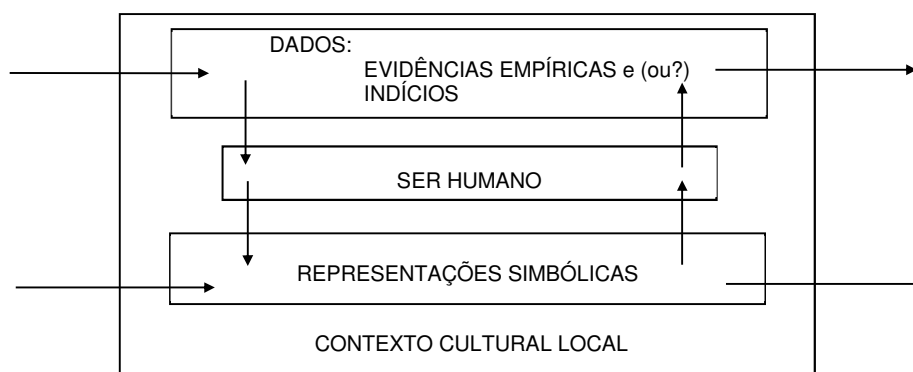 DADOS:
EVIDÊNCIAS EMPÍRICAS e (ou?)
INDÍCIOS
SER HUMANO
REPRESENTAÇÕES SIMBÓLICAS
CONTEXTO CULTURAL LOCAL